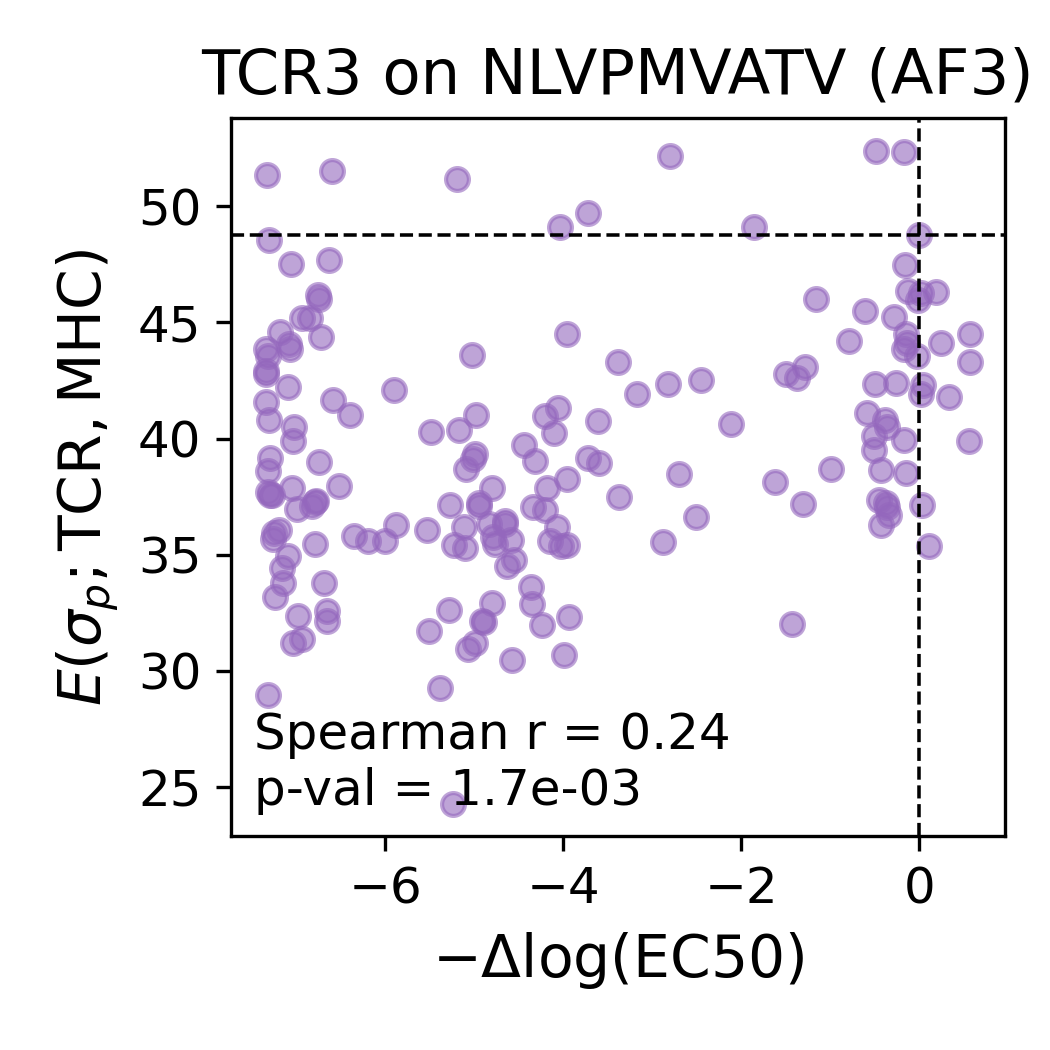 TCR3 on NLVPMVATV (AF3)
E(σₚ; TCR, MHC)
50
45
40
35
30
25
Spearman r = 0.24
p-val = 1.7e-03
−6
−4
−2
0
−Δlog(EC50)